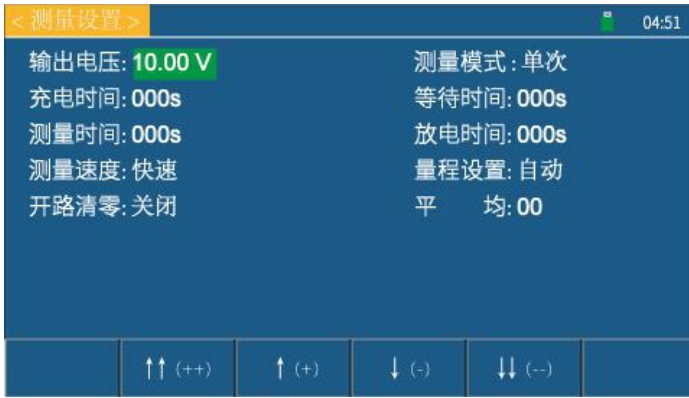 <测量设置> 04:51
输出电压: 10.00 V 测量模式: 单次
充电时间: 000s 等待时间: 000s
测量时间: 000s 放电时间: 000s
测量速度: 快速 量程设置: 自动
开路清零: 关闭 平 均: 00
↑↑ (++) ↑ (+) ↓ (-) ↓↓ (--)